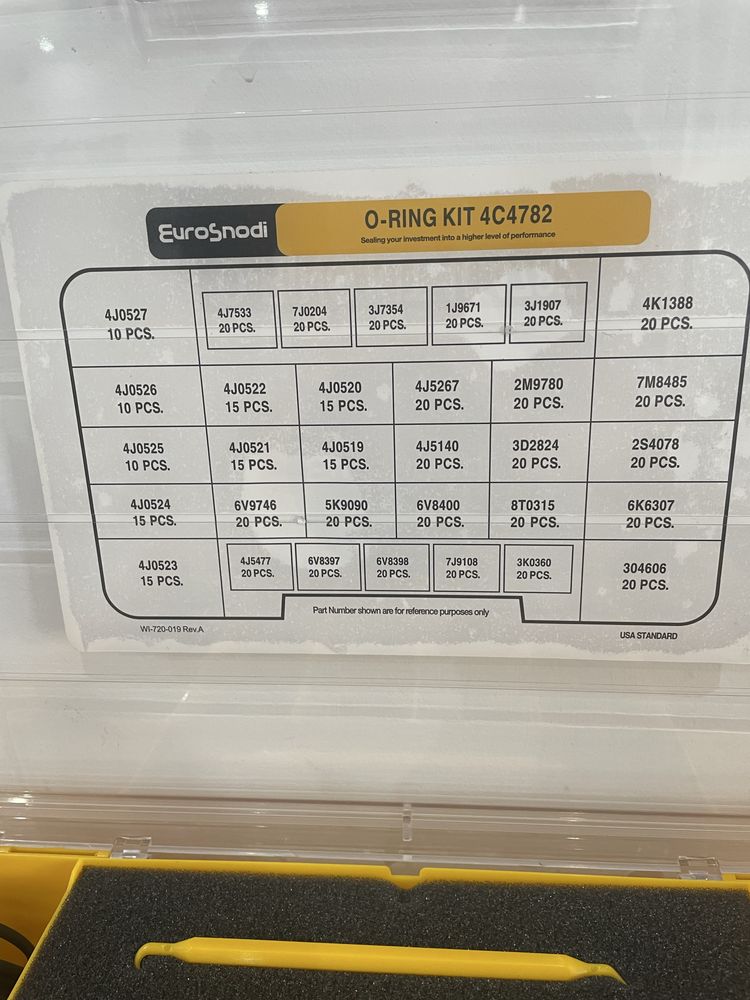 EuroSnodi
O-RING KIT 4C4782
Sealing your investment into a higher level of performance
4J0527
10 PCS.
4J7533
20 PCS.
7J0204
20 PCS.
3J7354
20 PCS.
1J9671
20 PCS.
3J1907
20 PCS.
4K1388
20 PCS.
4J0526
10 PCS.
4J0522
15 PCS.
4J0520
15 PCS.
4J5267
20 PCS.
2M9780
20 PCS.
7M8485
20 PCS.
4J0525
10 PCS.
4J0521
15 PCS.
4J0519
15 PCS.
4J5140
20 PCS.
3D2824
20 PCS.
2S4078
20 PCS.
4J0524
15 PCS.
6V9746
20 PCS.
5K9090
20 PCS.
6V8400
20 PCS.
8T0315
20 PCS.
6K6307
20 PCS.
4J0523
15 PCS.
4J5477
20 PCS.
6V8397
20 PCS.
6V8398
20 PCS.
7J9108
20 PCS.
3K0360
20 PCS.
304606
20 PCS.
Part Number shown are for reference purposes only
WI-720-019 Rev.A
USA STANDARD